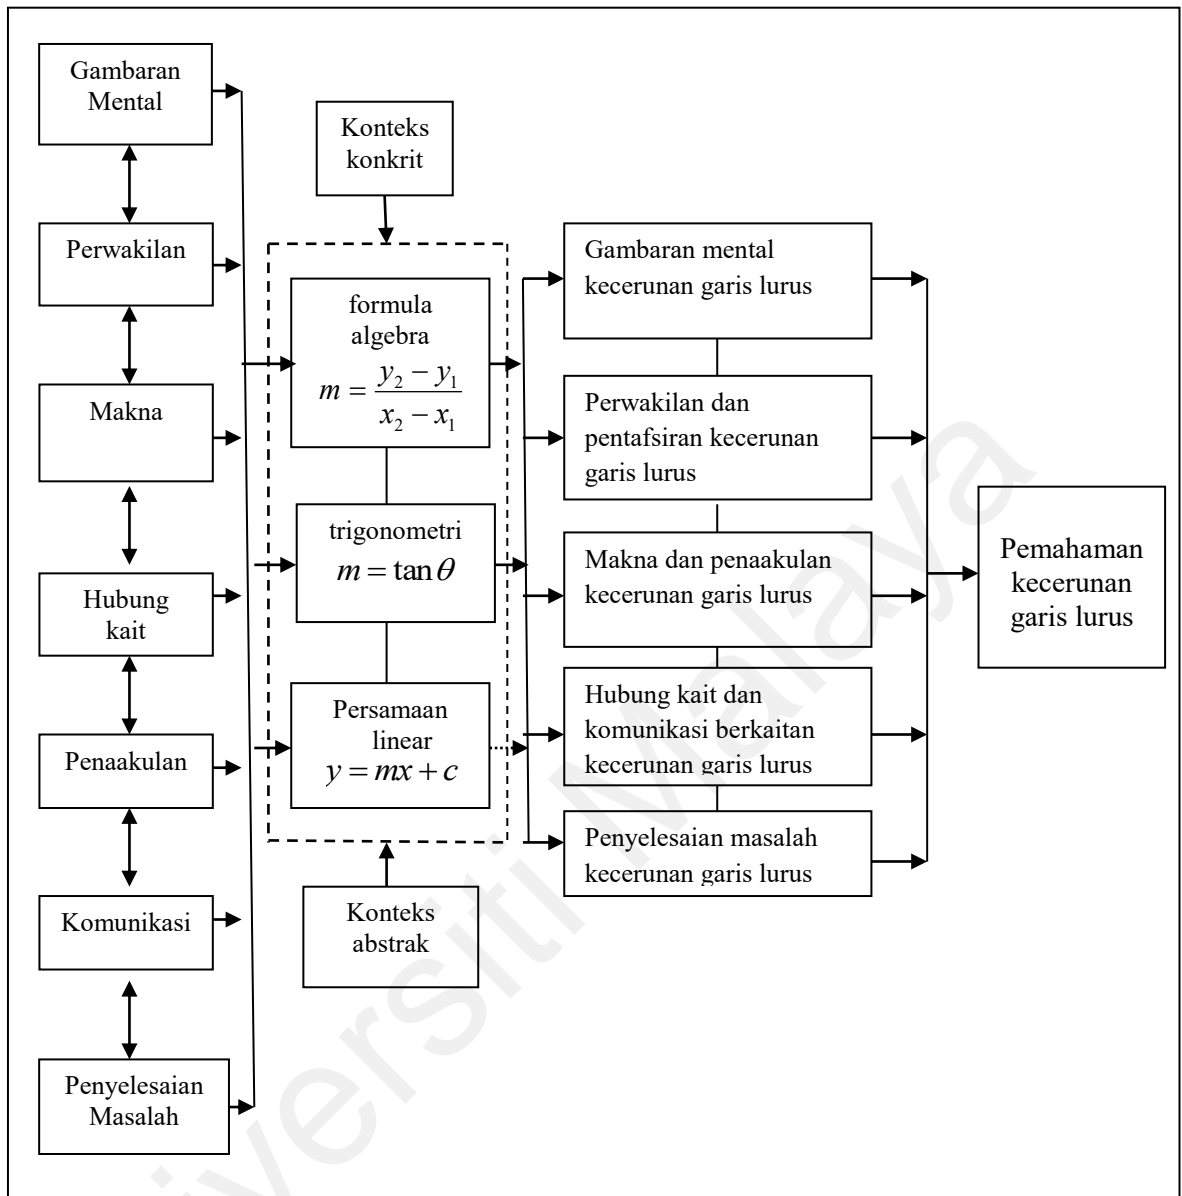 Gambaran
Mental
Perwakilan
Makna
Hubung
kait
Penaakulan
Komunikasi
Penyelesaian
Masalah
Konteks
konkrit
formula
algebra
m = (y₂ − y₁) / (x₂ − x₁)
trigonometri
m = tan θ
Persamaan
linear
y = mx + c
Konteks
abstrak
Gambaran mental
kecerunan garis lurus
Perwakilan dan
pentafsiran kecerunan
garis lurus
Makna dan penaakulan
kecerunan garis lurus
Hubung kait dan
komunikasi berkaitan
kecerunan garis lurus
Penyelesaian masalah
kecerunan garis lurus
Pemahaman
kecerunan
garis lurus
versiti Malaya